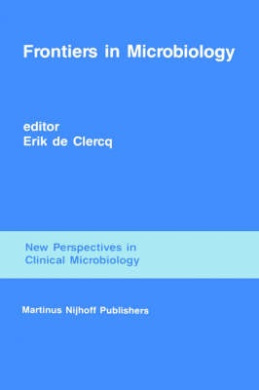 Frontiers in Microbiology
editor
Erik de Clercq
New Perspectives in
Clinical Microbiology
Martinus Nijhoff Publishers